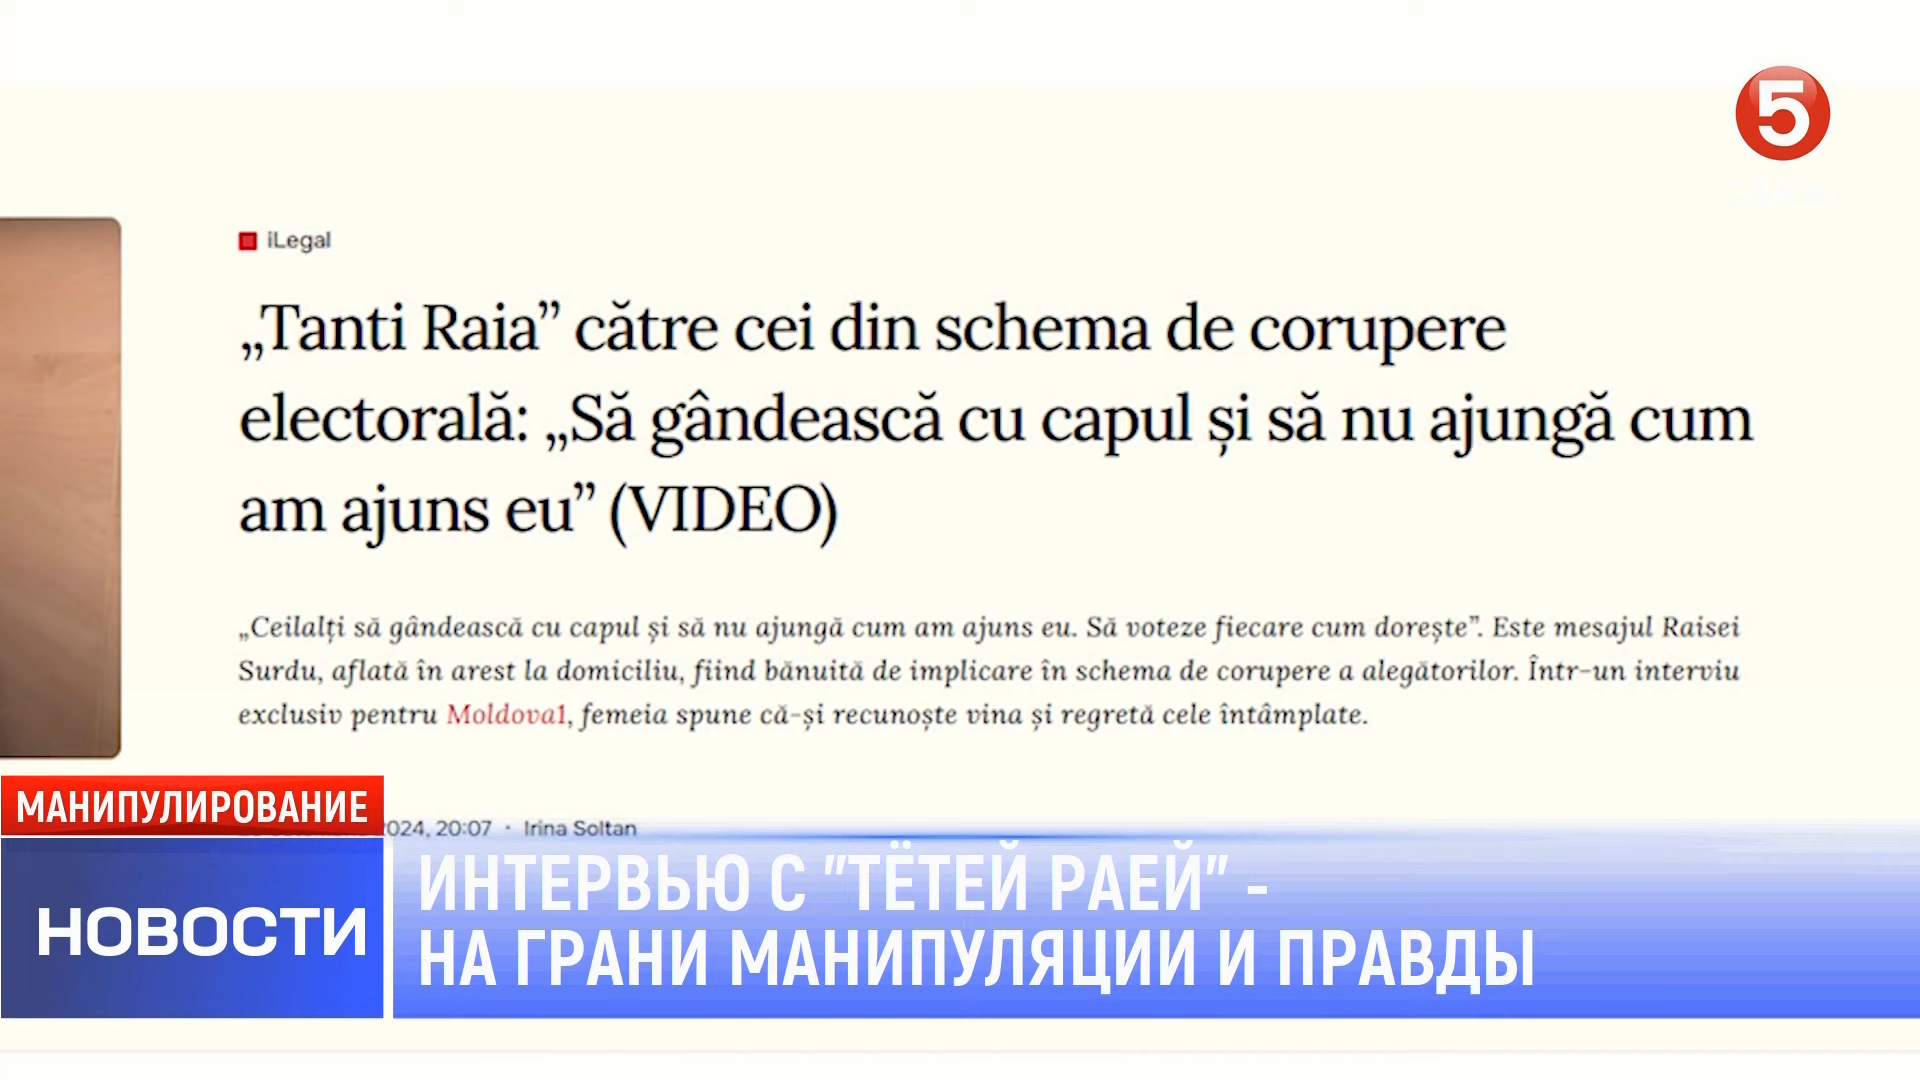 5
iLegal
„Tanti Raia” către cei din schema de corupere
electorală: „Să gândească cu capul și să nu ajungă cum
am ajuns eu” (VIDEO)
„Ceilalți să gândească cu capul și să nu ajungă cum am ajuns eu. Să voteze fiecare cum dorește”. Este mesajul Raisei
Surdu, aflată în arest la domiciliu, fiind bănuită de implicare în schema de corupere a alegătorilor. Într-un interviu
exclusiv pentru Moldova1, femeia spune că-și recunoște vina și regretă cele întâmplate.
МАНИПУЛИРОВАНИЕ
2024, 20:07 · Irina Soltan
НОВОСТИ
ИНТЕРВЬЮ С "ТЁТЕЙ РАЕЙ" -
НА ГРАНИ МАНИПУЛЯЦИИ И ПРАВДЫ